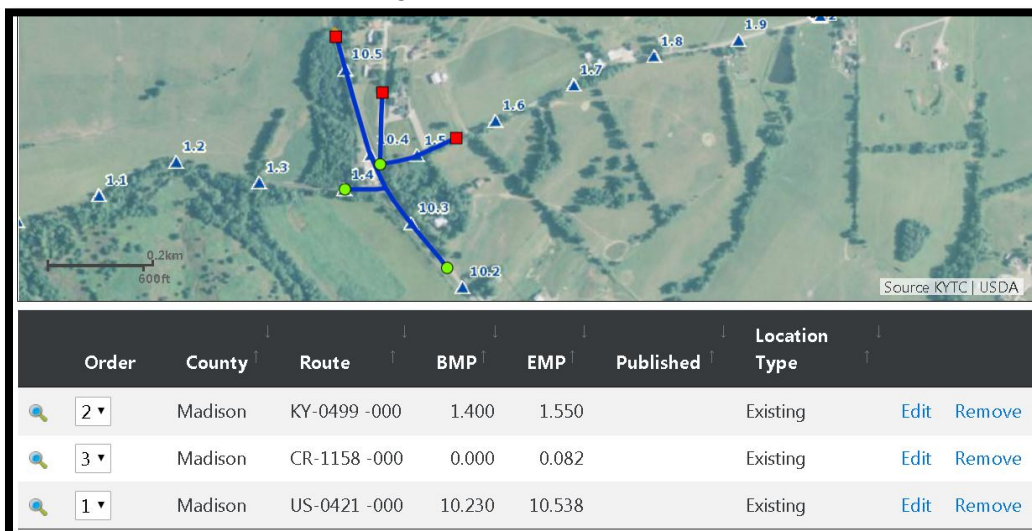 1.9
1.8
10.5
1.7
1.6
10.4 1.5
1.2
1.3
1.4
1.1
10.3
0.2km
600ft
10.2
Source KYTC | USDA
Order County Route BMP EMP Published Location Type
2 Madison KY-0499 -000 1.400 1.550 Existing Edit Remove
3 Madison CR-1158 -000 0.000 0.082 Existing Edit Remove
1 Madison US-0421 -000 10.230 10.538 Existing Edit Remove